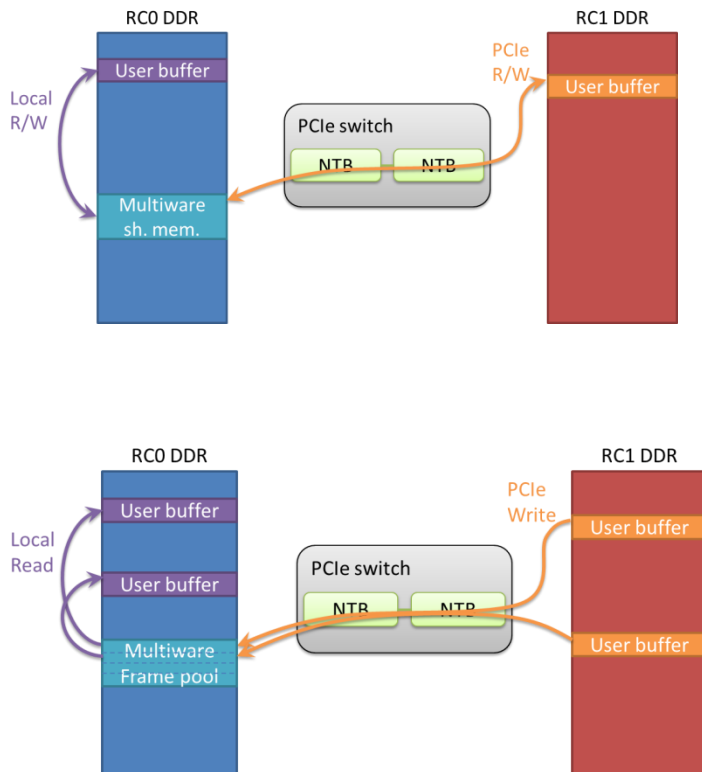 RC0 DDR
RC1 DDR
User buffer
PCIe
R/W
User buffer
Local
R/W
PCIe switch
NTB
NTB
Multiware
sh. mem.
RC0 DDR
RC1 DDR
User buffer
PCIe
Write
User buffer
Local
Read
PCIe switch
User buffer
NTB
NTB
Multiware
Frame pool
User buffer